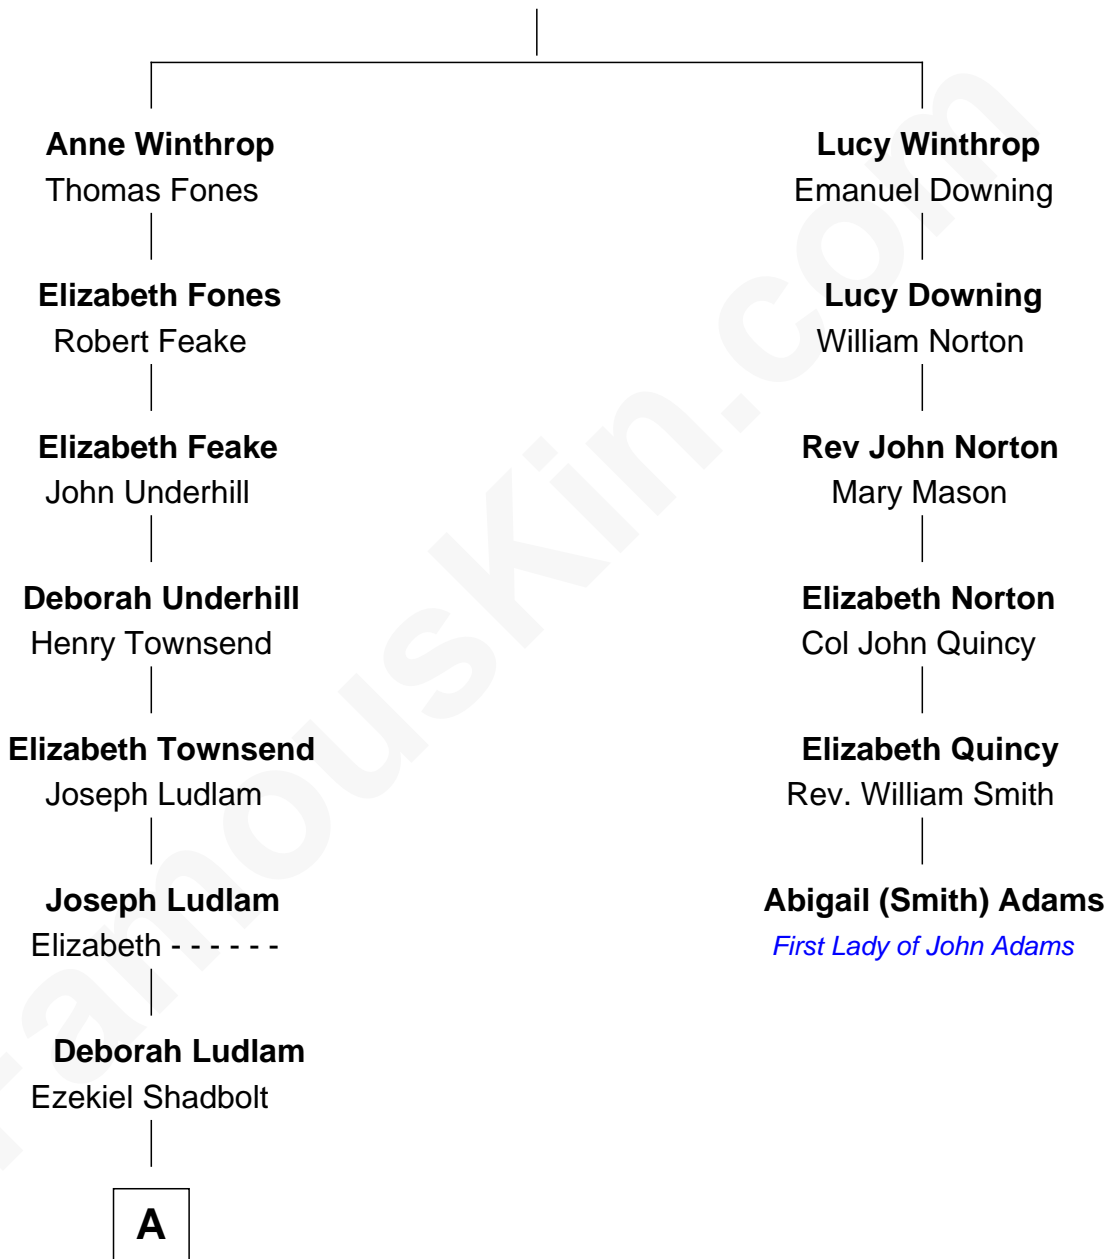 Anne Winthrop
Thomas Fones
Elizabeth Fones
Robert Feake
Elizabeth Feake
John Underhill
Deborah Underhill
Henry Townsend
Elizabeth Townsend
Joseph Ludlam
Joseph Ludlam
Elizabeth - - - - - -
Deborah Ludlam
Ezekiel Shadbolt
A
Lucy Winthrop
Emanuel Downing
Lucy Downing
William Norton
Rev John Norton
Mary Mason
Elizabeth Norton
Col John Quincy
Elizabeth Quincy
Rev. William Smith
Abigail (Smith) Adams
First Lady of John Adams
FamousKin.com